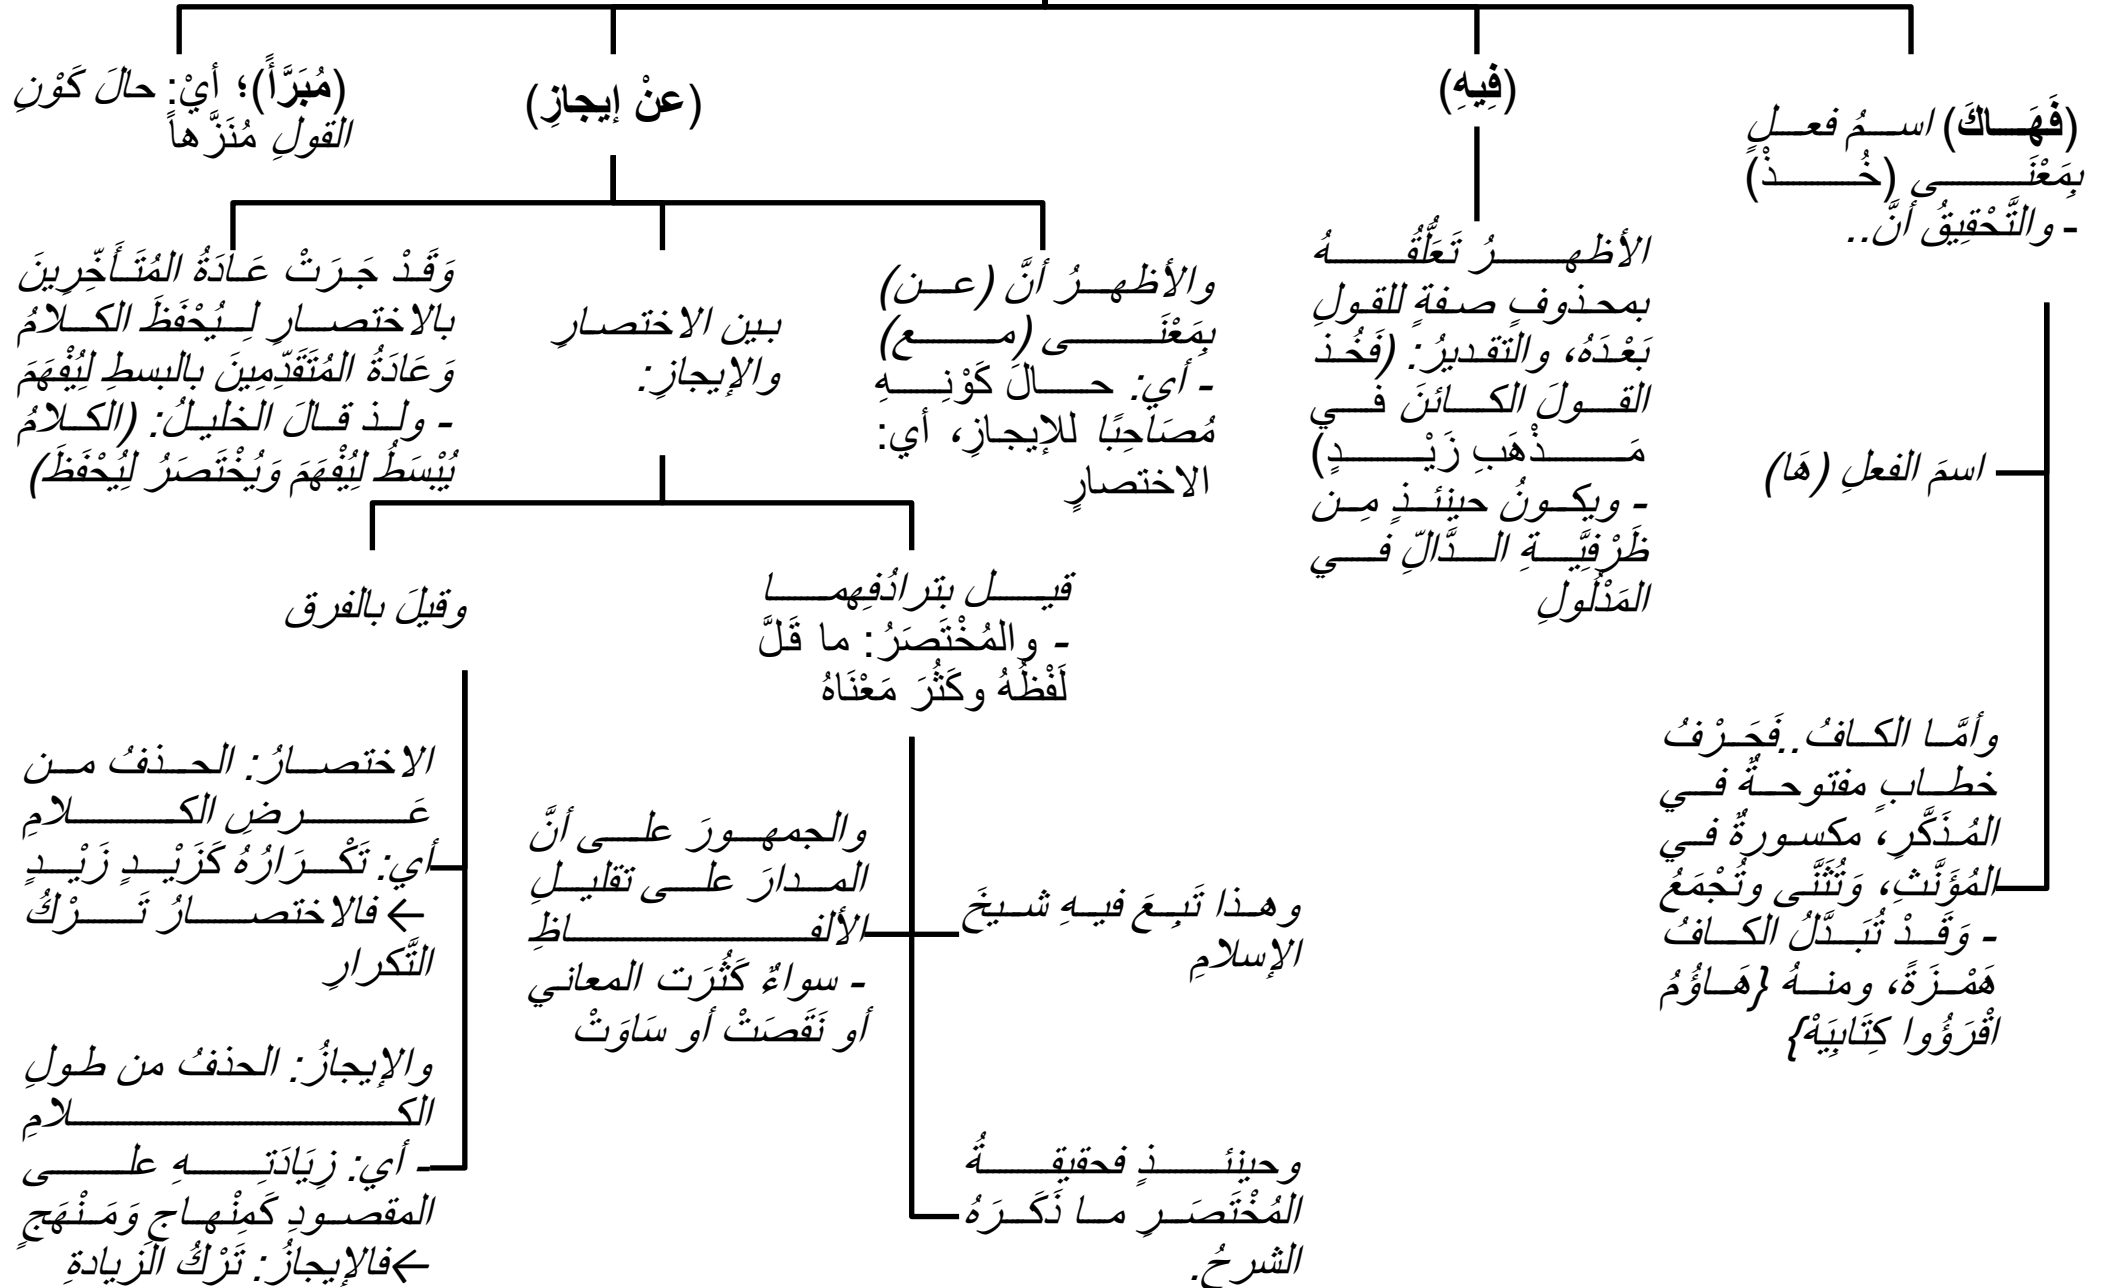 (فَهَاكَ) اسمُ فعلٍ
بِمَعْنَى (خُذْ)
- والتَّحْقِيقُ أنَّ..
اسمَ الفعلِ (هَا)
وأمَّا الكافُ..فَحَرْفُ
خطابٍ مفتوحةٌ في
المُذَكَّرِ، مكسورةٌ في
المُؤَنَّثِ، وَتُثَنَّى وتُجْمَعُ
- وَقَدْ تُبَدَّلُ الكافُ
هَمْزَةً، ومنهُ {هَاؤُمُ
اقْرَؤُوا كِتَابِيَهْ}
(فِيهِ)
الأظهرُ تَعَلُّقُهُ
بمحذوفٍ صفةٍ للقولِ
بَعْدَهُ، والتقديرُ: (فَخُذ
القولَ الكائنَ في
مَذْهَبِ زَيْدٍ)
- ويكونُ حينئذٍ مِن
ظَرْفِيَّةِ الدَّالّ في
المَدْلُولِ
(عنْ إيجازِ)
والأظهرُ أنَّ (عن)
بِمَعْنَى (مع)
- أي: حالَ كَوْنِهِ
مُصَاحِبًا للإيجازِ، أي:
الاختصارِ
بين الاختصارِ
والإيجازِ:
قيل بترادُفِهما
- والمُخْتَصَرُ: ما قَلَّ
لَفْظُهُ وكَثُرَ مَعْنَاهُ
وهذا تَبِعَ فيهِ شيخَ
الإسلامِ
والجمهورَ على أنَّ
المدارَ على تقليلِ
الألفاظِ
- سواءٌ كَثُرَت المعاني
أو نَقَصَتْ أو سَاوَتْ
وحينئذٍ فحقيقةُ
المُخْتَصَرِ ما ذَكَرَهُ
الشرحُ.
وقيلَ بالفرق
الاختصارُ: الحذفُ من
عَرضِ الكلامِ
أي: تَكْرَارُهُ كَزَيْدٍ زَيْدٍ
← فالاختصارُ تَرْكُ
التَّكرارِ
والإيجازُ: الحذفُ من طولِ
الكلامِ
- أي: زِيَادَتِهِ على
المقصودِ كَمِنْهاجٍ وَمَنْهَجٍ
←فالإيجازُ: تَرْكُ الزيادةِ
وَقَدْ جَرَتْ عَادَةُ المُتَأَخِّرِينَ
بالاختصارِ لِيُحْفَظَ الكلامُ
وَعَادَةُ المُتَقَدِّمِينَ بالبسطِ لِيُفْهَمَ
- ولذ قالَ الخليلُ: (الكلامُ
يُبْسَطُ لِيُفْهَمَ وَيُخْتَصَرُ لِيُحْفَظَ)
(مُبَرَّأً)؛ أيْ: حالَ كَوْنِ
القولِ مُنَزَّهاً